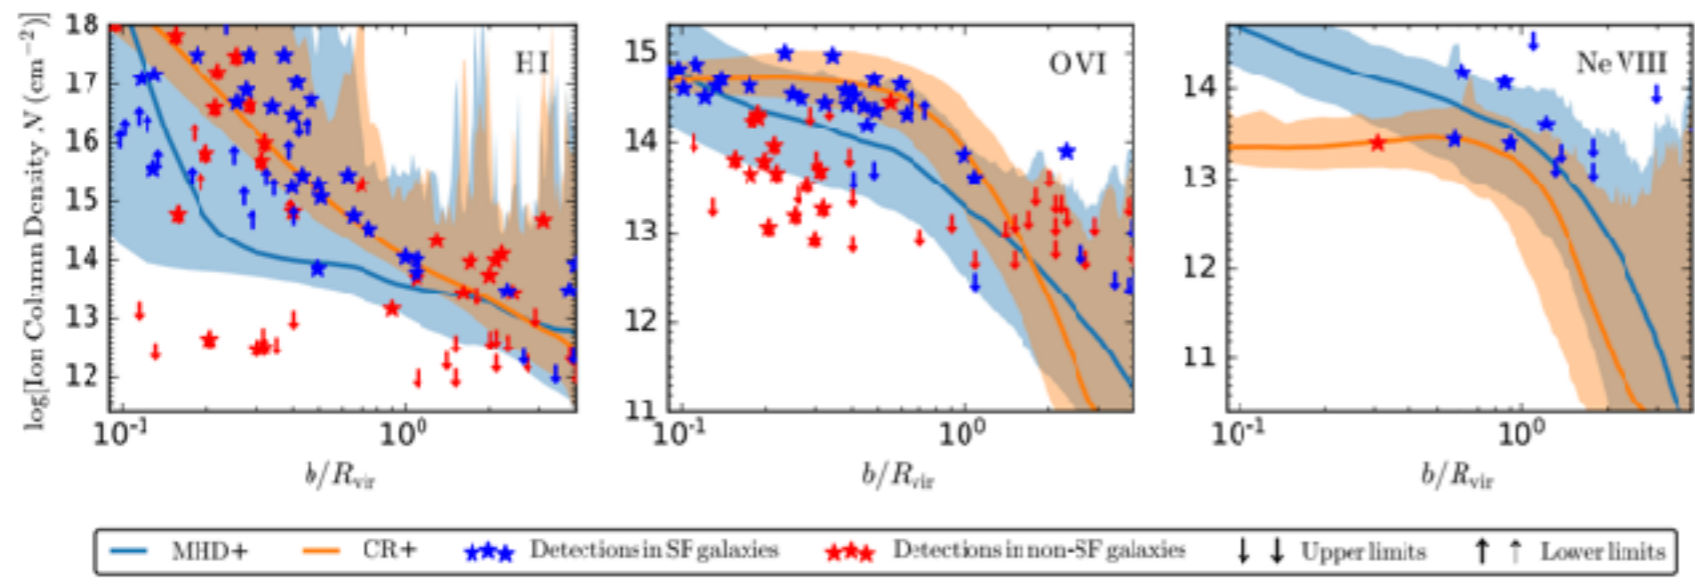 log[Ion Column Density N (cm⁻²)]
18
17
16
15
14
13
12
HI
10⁻¹
10⁰
b/R_vir
15
14
13
12
11
OVI
10⁻¹
10⁰
b/R_vir
14
13
12
11
Ne VIII
10⁻¹
10⁰
b/R_vir
MHD+ CR+ Detections in SF galaxies Detections in non-SF galaxies Upper limits Lower limits